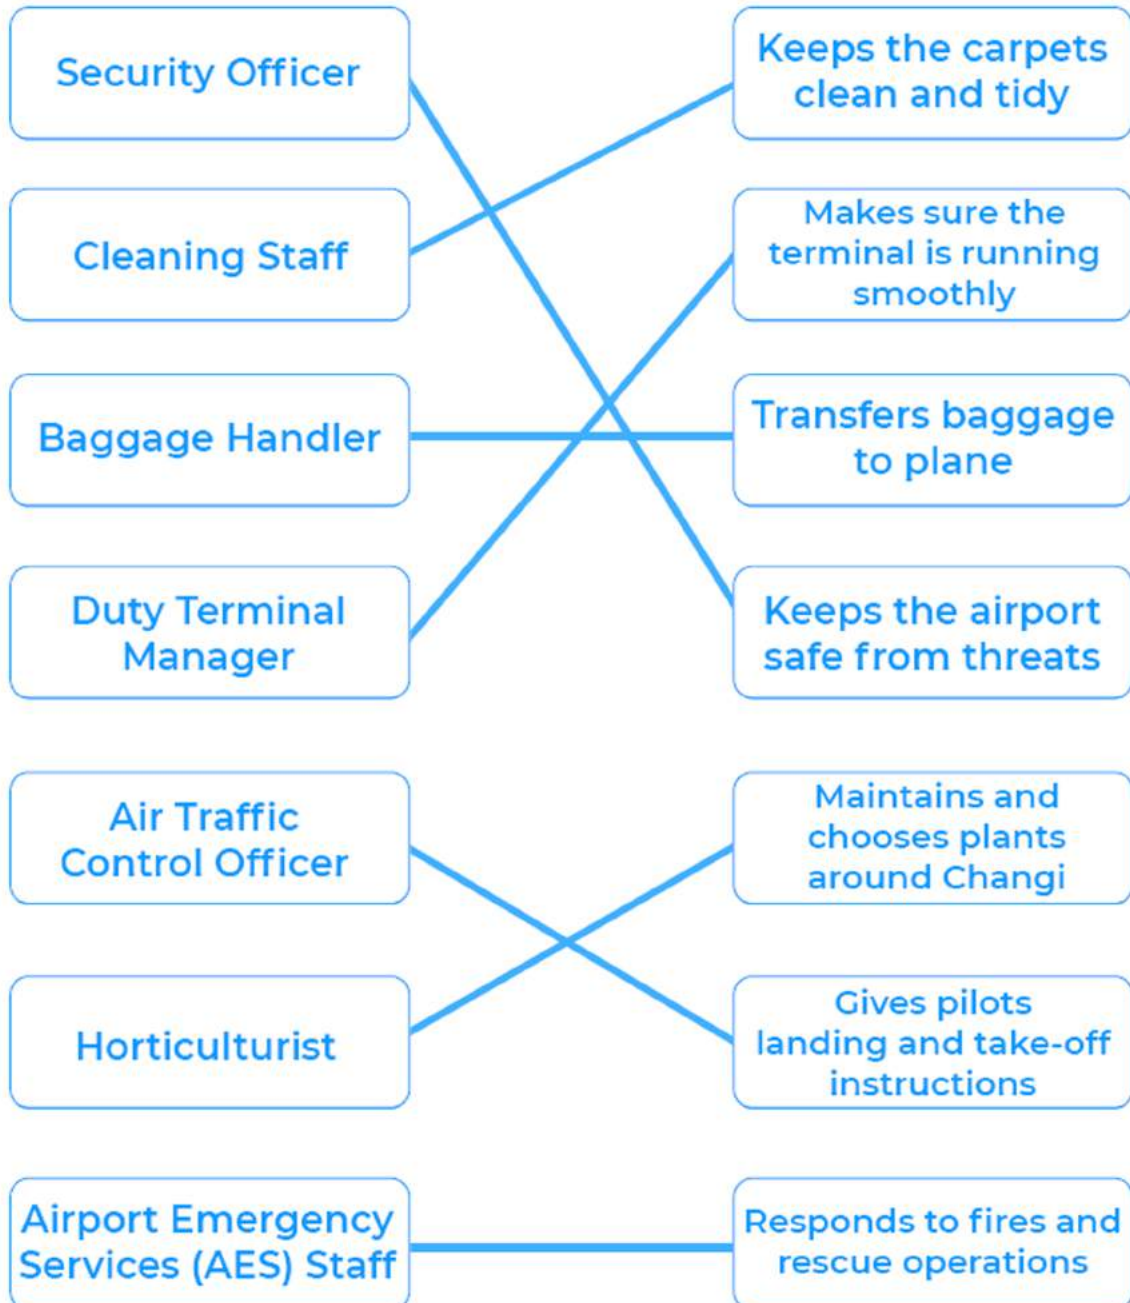 Security Officer
Keeps the carpets
clean and tidy
Cleaning Staff
Makes sure the
terminal is running
smoothly
Baggage Handler
Transfers baggage
to plane
Duty Terminal
Manager
Keeps the airport
safe from threats
Air Traffic
Control Officer
Maintains and
chooses plants
around Changi
Horticulturist
Gives pilots
landing and take-off
instructions
Airport Emergency
Services (AES) Staff
Responds to fires and
rescue operations